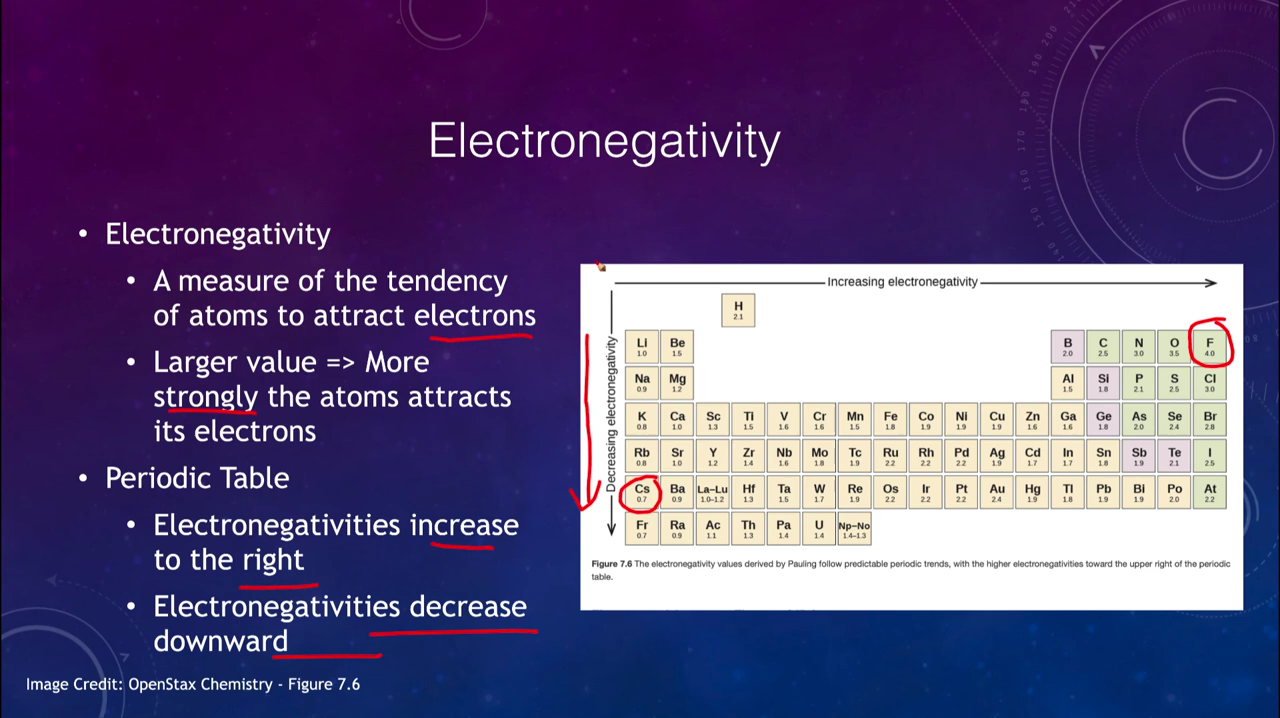 Electronegativity
• Electronegativity
• A measure of the tendency
of atoms to attract electrons
• Larger value => More
strongly the atoms attracts
its electrons
• Periodic Table
• Electronegativities increase
to the right
• Electronegativities decrease
downward
Image Credit: OpenStax Chemistry - Figure 7.6
Increasing electronegativity
Decreasing electronegativity
H
2.1
Li Be B C N O F
1.0 1.5 2.0 2.5 3.0 3.5 4.0
Na Mg Al Si P S Cl
0.9 1.2 1.5 1.8 2.1 2.5 3.0
K Ca Sc Ti V Cr Mn Fe Co Ni Cu Zn Ga Ge As Se Br
0.8 1.0 1.3 1.5 1.6 1.6 1.5 1.8 1.9 1.9 1.9 1.6 1.6 1.8 2.0 2.4 2.8
Rb Sr Y Zr Nb Mo Tc Ru Rh Pd Ag Cd In Sn Sb Te I
0.8 1.0 1.2 1.4 1.6 1.8 1.9 2.2 2.2 2.2 1.9 1.7 1.7 1.8 1.9 2.1 2.5
Cs Ba La–Lu Hf Ta W Re Os Ir Pt Au Hg Tl Pb Bi Po At
0.7 0.9 1.0–1.2 1.3 1.5 1.7 1.9 2.2 2.2 2.2 2.4 1.9 1.8 1.9 1.9 2.0 2.2
Fr Ra Ac Th Pa U Np–No
0.7 0.9 1.1 1.3 1.4 1.4 1.4–1.3
Figure 7.6 The electronegativity values derived by Pauling follow predictable periodic trends, with the higher electronegativities toward the upper right of the periodic
table.
200
190
170
160
150